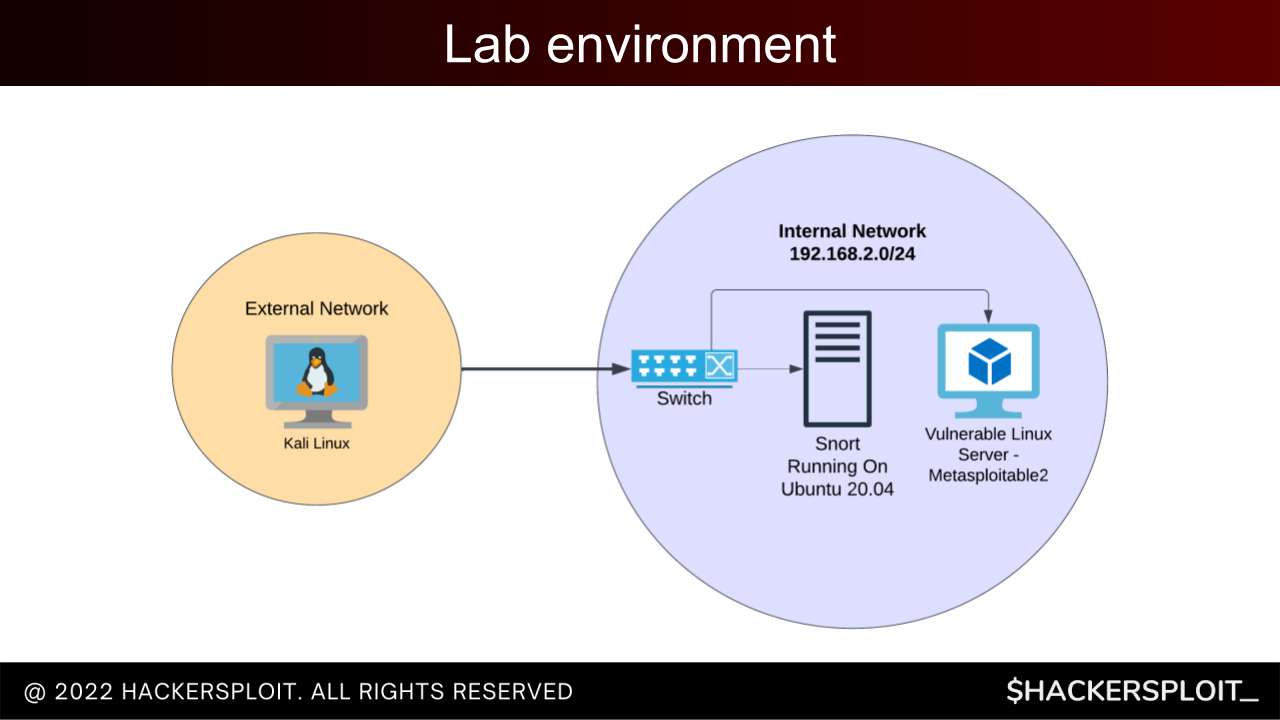 Lab environment
External Network
Kali Linux
Internal Network
192.168.2.0/24
Switch
Snort
Running On
Ubuntu 20.04
Vulnerable Linux
Server -
Metasploitable2
@ 2022 HACKERSPLOIT. ALL RIGHTS RESERVED
$HACKERSPLOIT_